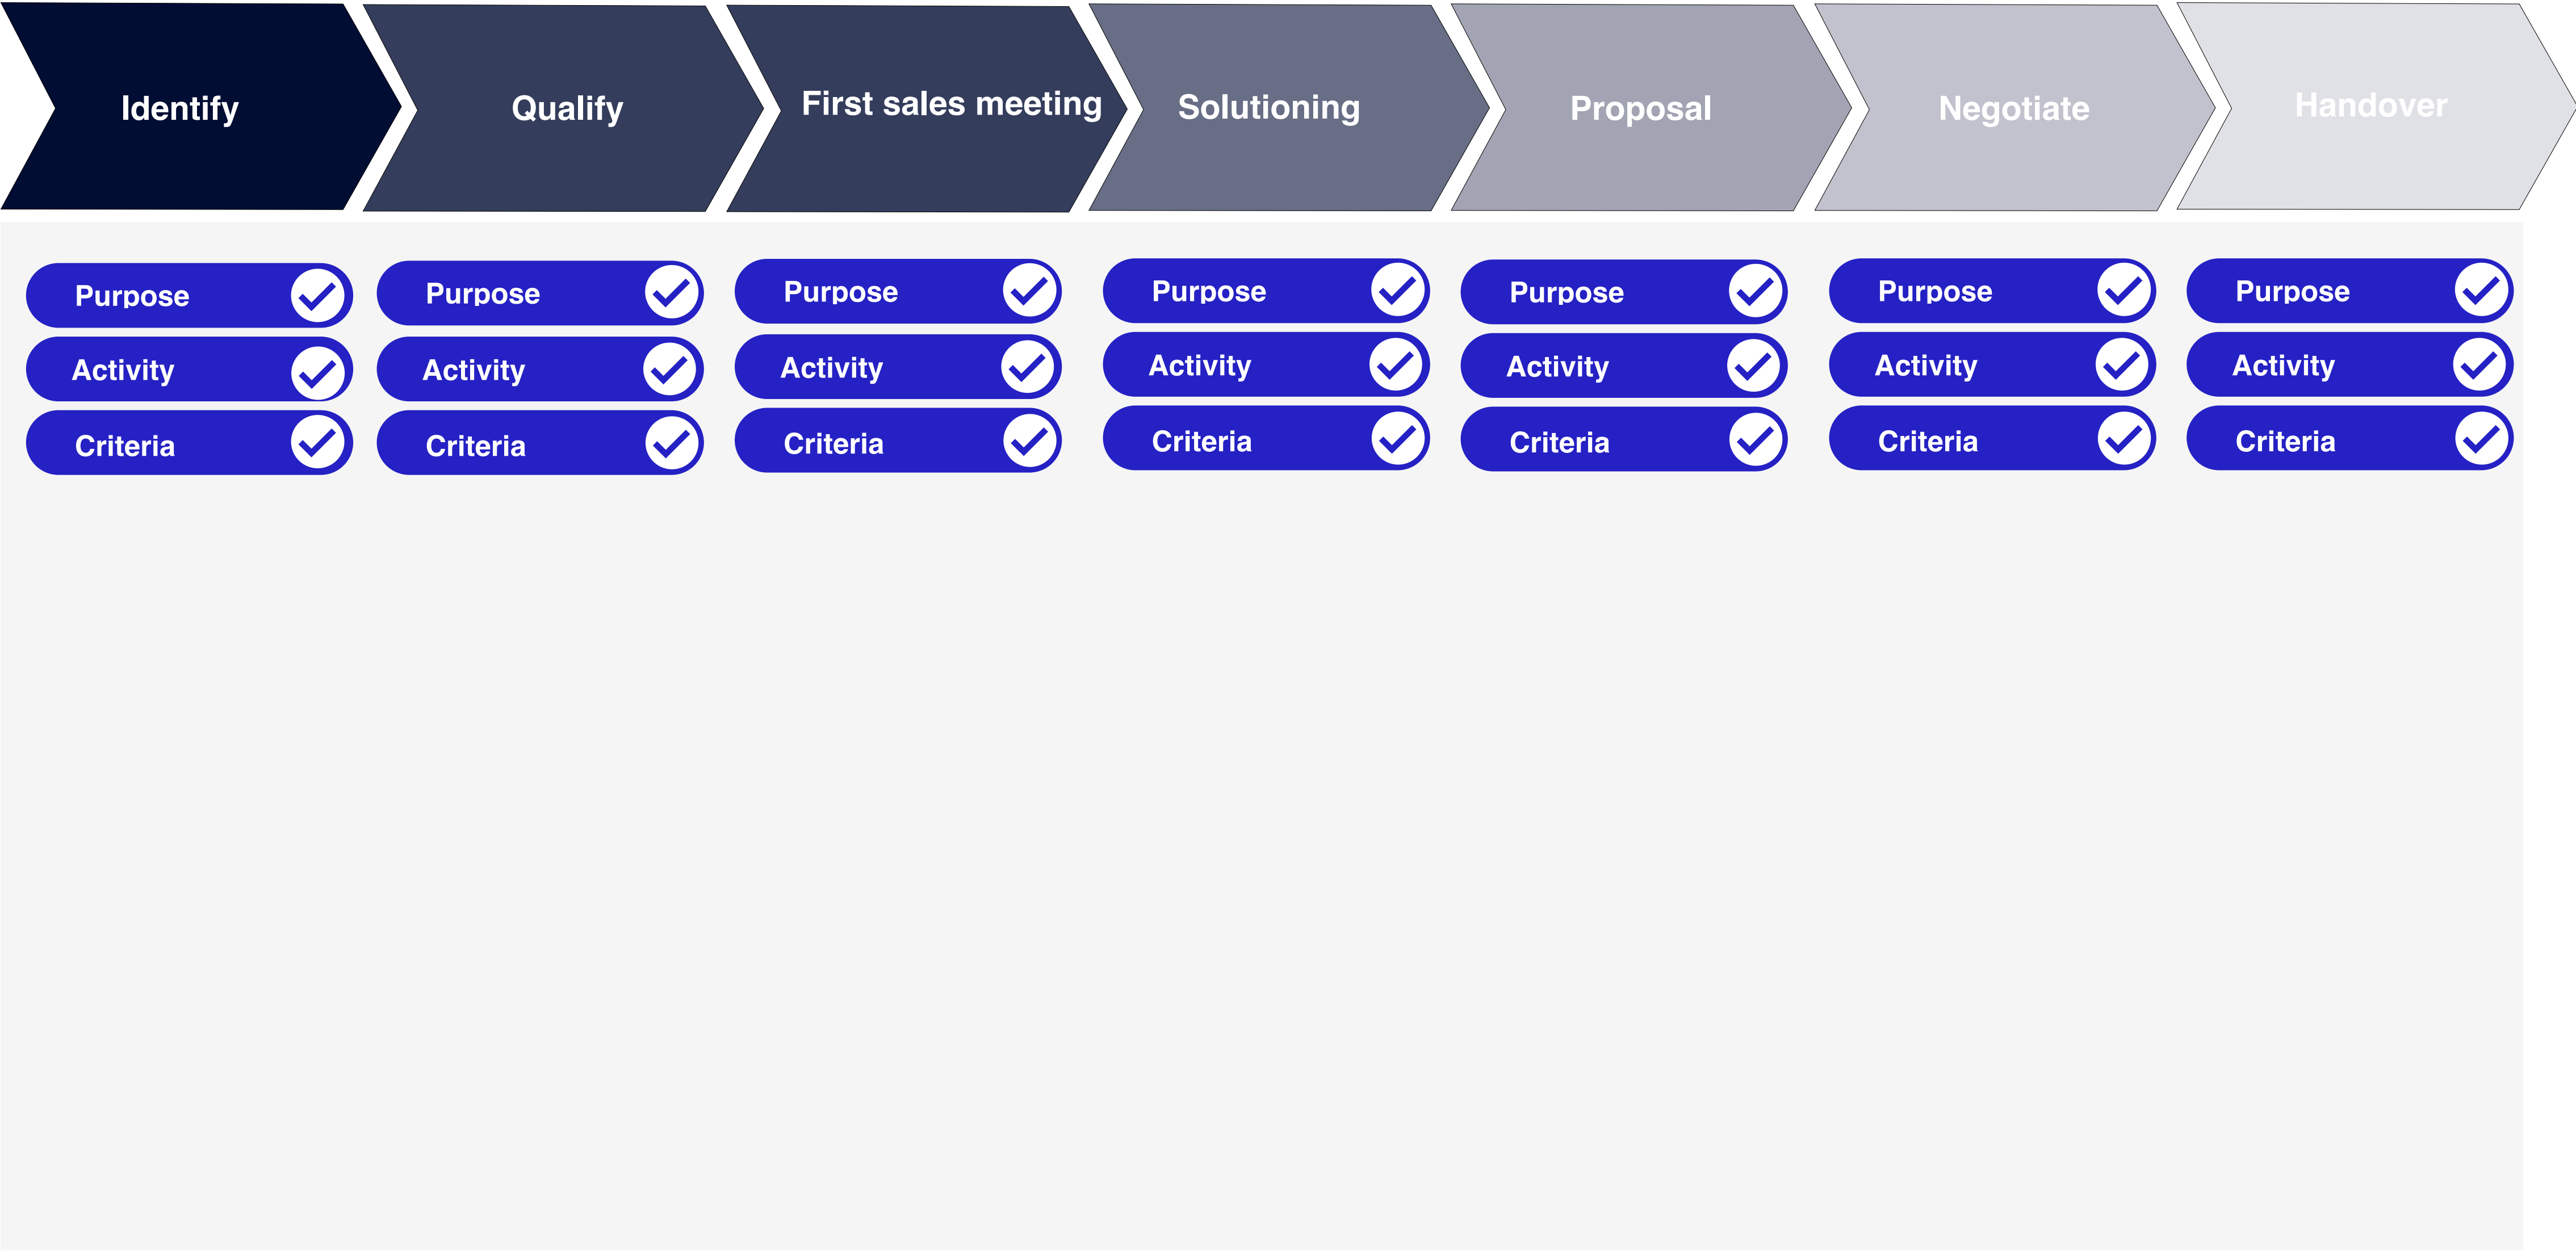 Identify
Qualify
First sales meeting
Solutioning
Proposal
Negotiate
Handover
Purpose
Purpose
Purpose
Purpose
Purpose
Purpose
Purpose
Activity
Activity
Activity
Activity
Activity
Activity
Activity
Criteria
Criteria
Criteria
Criteria
Criteria
Criteria
Criteria